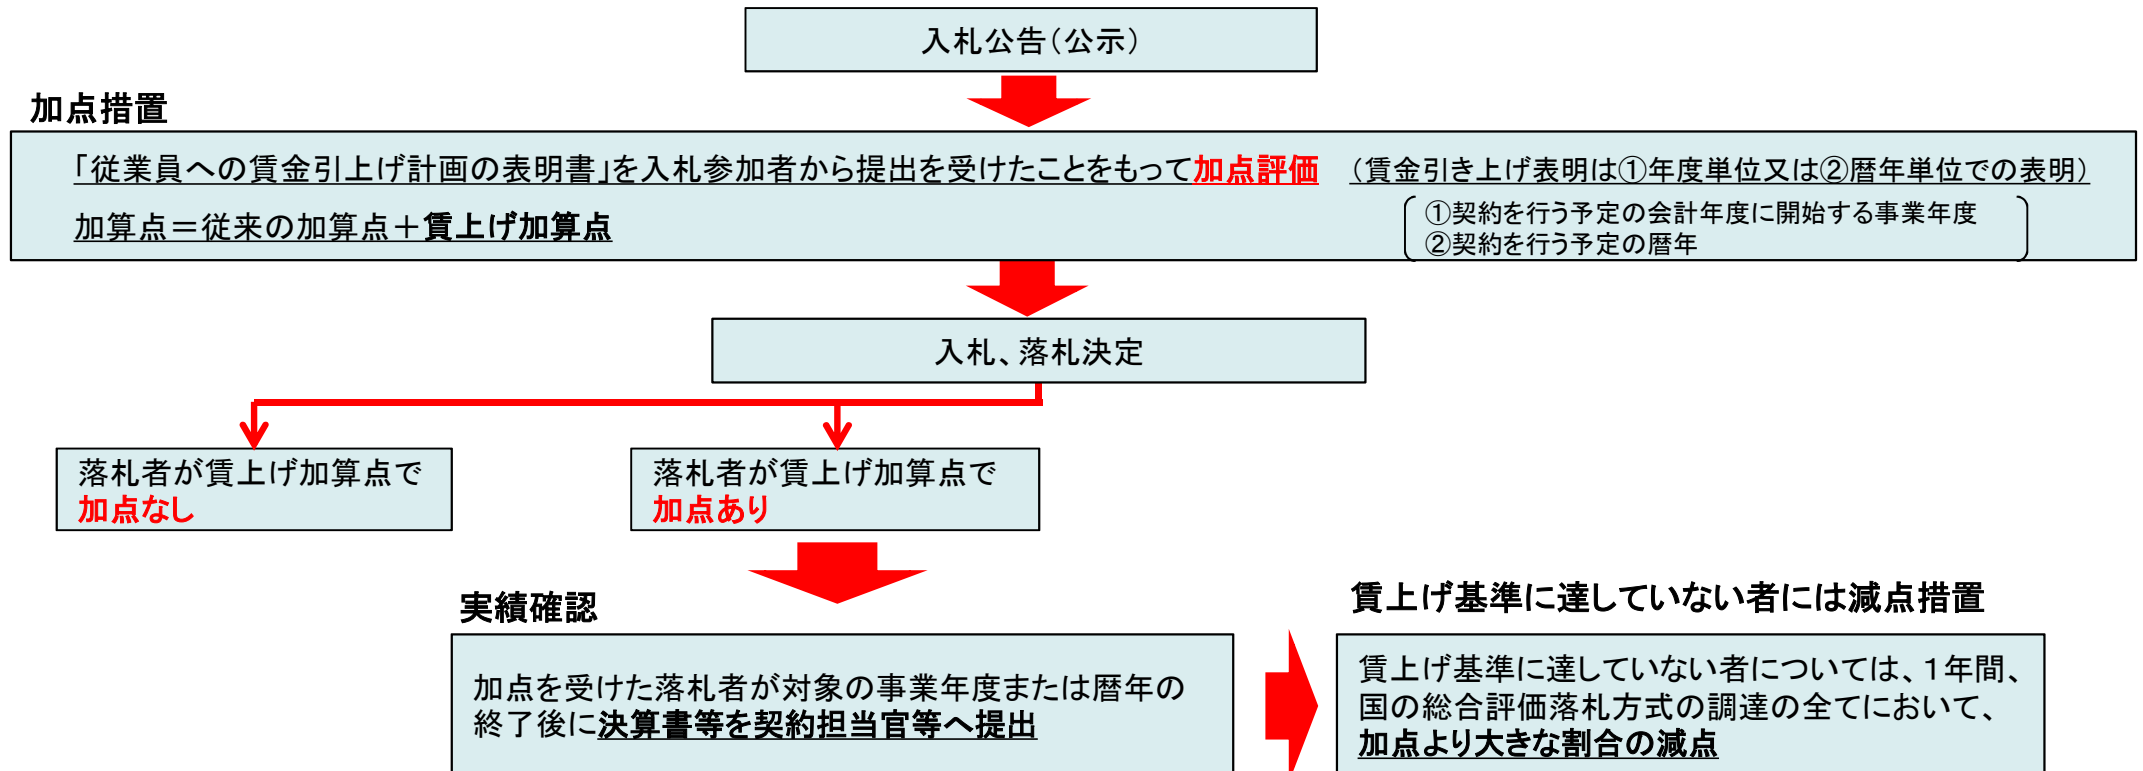 入札公告（公示）
加点措置
「従業員への賃金引上げ計画の表明書」を入札参加者から提出を受けたことをもって加点評価　（賃金引き上げ表明は①年度単位又は②暦年単位での表明）
加算点＝従来の加算点＋賃上げ加算点
①契約を行う予定の会計年度に開始する事業年度
②契約を行う予定の暦年
入札、落札決定
落札者が賃上げ加算点で
加点なし
落札者が賃上げ加算点で
加点あり
実績確認
加点を受けた落札者が対象の事業年度または暦年の
終了後に決算書等を契約担当官等へ提出
賃上げ基準に達していない者には減点措置
賃上げ基準に達していない者については、１年間、
国の総合評価落札方式の調達の全てにおいて、
加点より大きな割合の減点